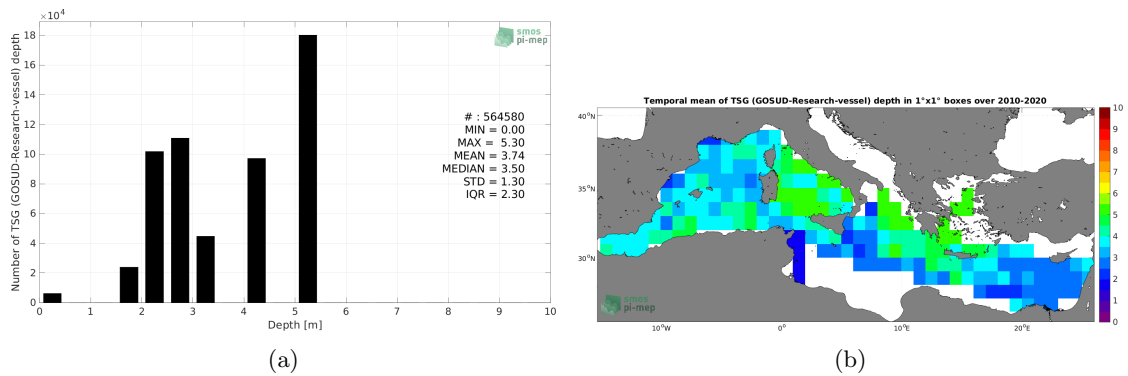 ×10⁴
18
16
14
12
10
8
6
4
2
0
Number of TSG (GOSUD-Research-vessel) depth
smos
pi-mep
# : 564580
MIN = 0.00
MAX = 5.30
MEAN = 3.74
MEDIAN = 3.50
STD = 1.30
IQR = 2.30
0 1 2 3 4 5 6 7 8 9 10
Depth [m]
(a)
Temporal mean of TSG (GOSUD-Research-vessel) depth in 1°x1° boxes over 2010-2020
40°N
35°N
30°N
smos
pi-mep
10°W 0° 10°E 20°E
10
9
8
7
6
5
4
3
2
1
0
(b)